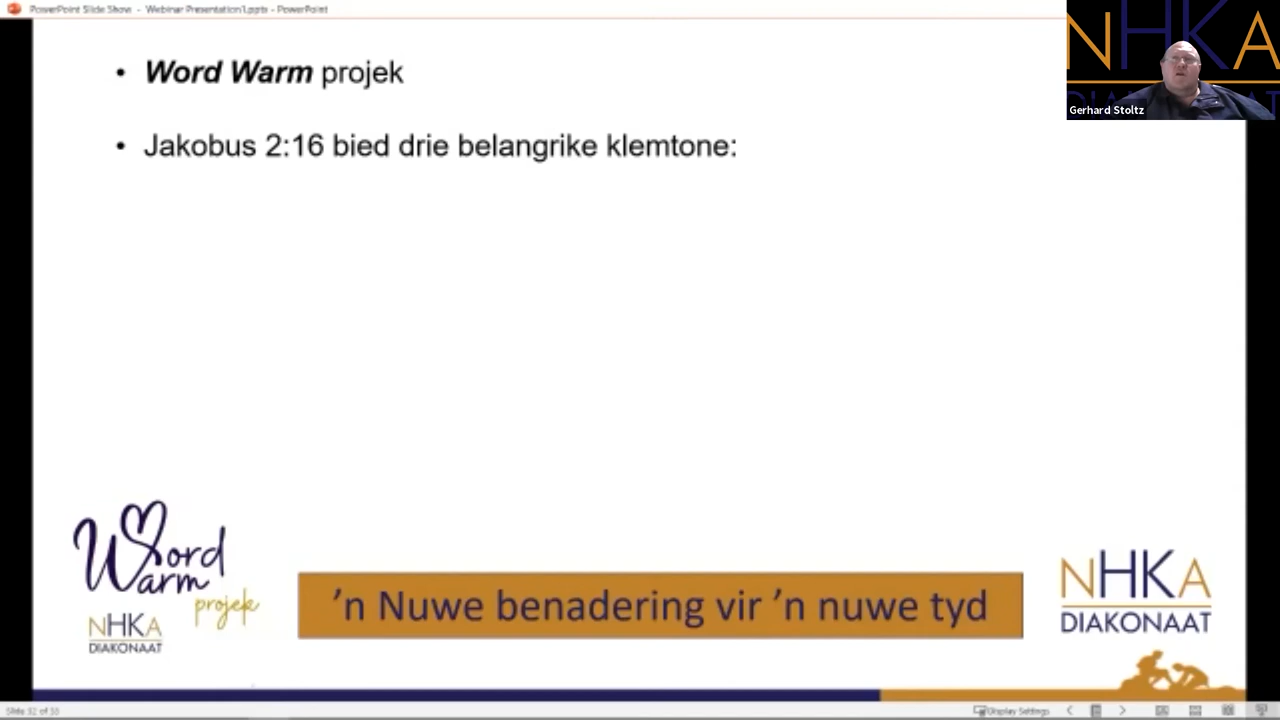 PowerPoint Slide Show - Webinar Presentation1.pptx - PowerPoint
NHKA
Gerhard Stoltz
• Word Warm projek
• Jakobus 2:16 bied drie belangrike klemtone:
Word
Warm
projek
NHKA
DIAKONAAT
’n Nuwe benadering vir ’n nuwe tyd
NHKA
DIAKONAAT
Display Settings